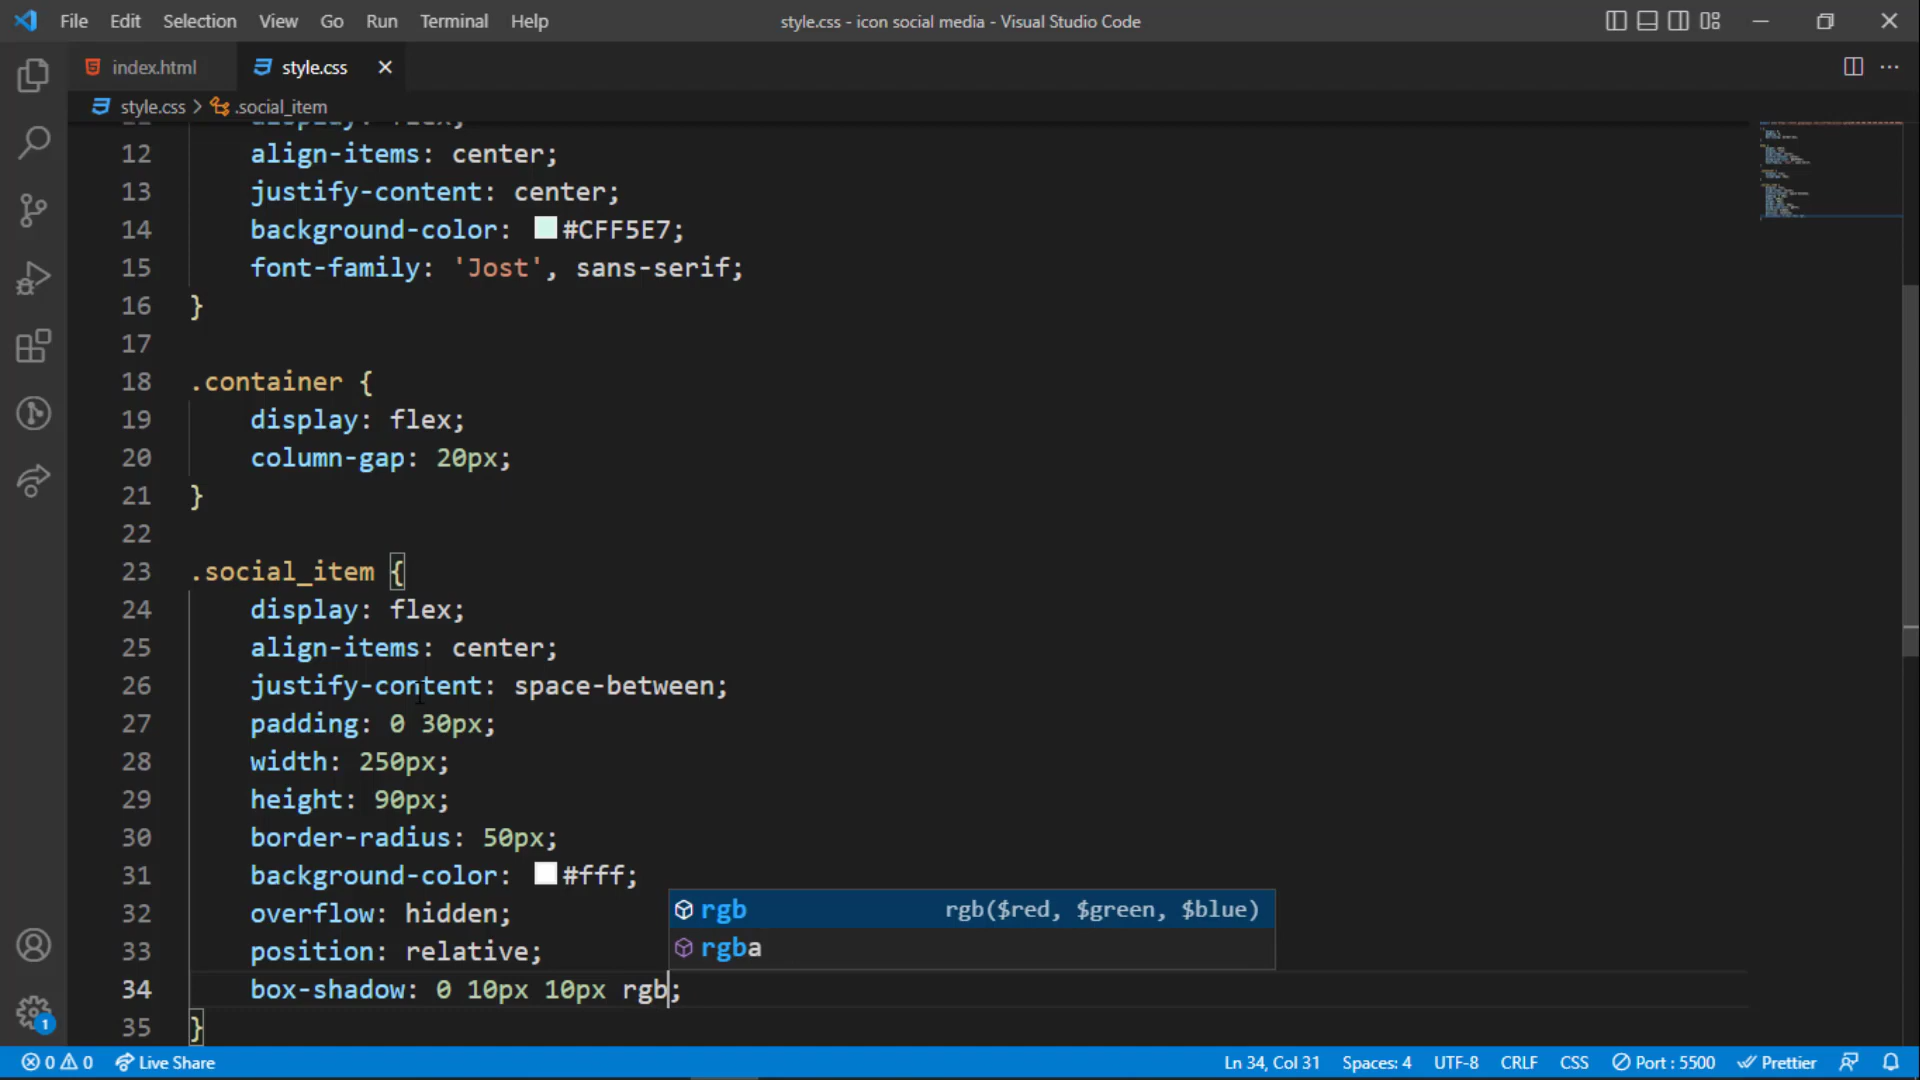 File Edit Selection View Go Run Terminal Help
style.css - icon social media - Visual Studio Code
index.html
style.css
style.css > .social_item
12 align-items: center;
13 justify-content: center;
14 background-color: #CFF5E7;
15 font-family: 'Jost', sans-serif;
16 }
17
18 .container {
19 display: flex;
20 column-gap: 20px;
21 }
22
23 .social_item {
24 display: flex;
25 align-items: center;
26 justify-content: space-between;
27 padding: 0 30px;
28 width: 250px;
29 height: 90px;
30 border-radius: 50px;
31 background-color: #fff;
rgb rgb($red, $green, $blue)
32 overflow: hidden;
rgba
33 position: relative;
34 box-shadow: 0 10px 10px rgb;
35 }
1
0 0 Live Share Ln 34, Col 31 Spaces: 4 UTF-8 CRLF CSS Port : 5500 Prettier